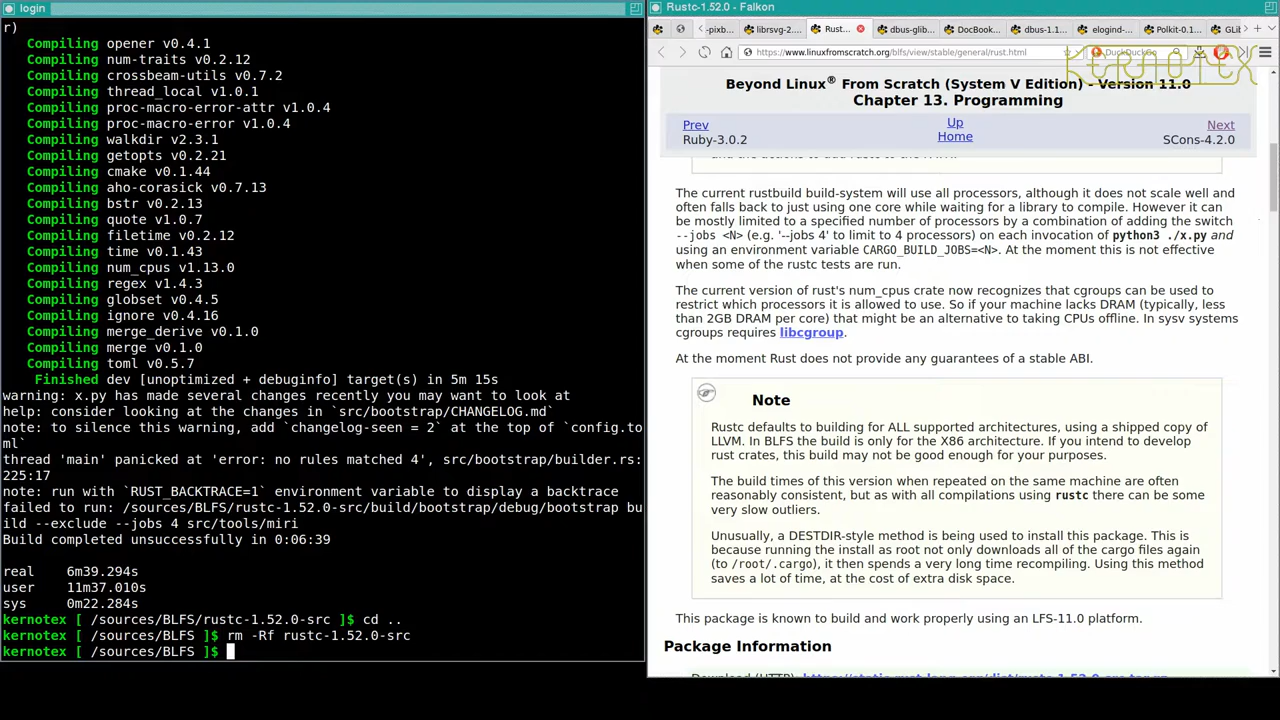 login
r)
Compiling opener v0.4.1
Compiling num-traits v0.2.12
Compiling crossbeam-utils v0.7.2
Compiling thread_local v1.0.1
Compiling proc-macro-error-attr v1.0.4
Compiling proc-macro-error v1.0.4
Compiling walkdir v2.3.1
Compiling getopts v0.2.21
Compiling cmake v0.1.44
Compiling aho-corasick v0.7.13
Compiling bstr v0.2.13
Compiling quote v1.0.7
Compiling filetime v0.2.12
Compiling time v0.1.43
Compiling num_cpus v1.13.0
Compiling regex v1.4.3
Compiling globset v0.4.5
Compiling ignore v0.4.16
Compiling merge_derive v0.1.0
Compiling merge v0.1.0
Compiling toml v0.5.7
Finished dev [unoptimized + debuginfo] target(s) in 5m 15s
warning: x.py has made several changes recently you may want to look at
help: consider looking at the changes in `src/bootstrap/CHANGELOG.md`
note: to silence this warning, add `changelog-seen = 2` at the top of `config.to
ml`
thread 'main' panicked at 'error: no rules matched 4', src/bootstrap/builder.rs:
225:17
note: run with `RUST_BACKTRACE=1` environment variable to display a backtrace
failed to run: /sources/BLFS/rustc-1.52.0-src/build/bootstrap/debug/bootstrap bu
ild --exclude --jobs 4 src/tools/miri
Build completed unsuccessfully in 0:06:39
real 6m39.294s
user 11m37.010s
sys 0m22.284s
kernotex [ /sources/BLFS/rustc-1.52.0-src ]$ cd ..
kernotex [ /sources/BLFS ]$ rm -Rf rustc-1.52.0-src
kernotex [ /sources/BLFS ]$
Rustc-1.52.0 - Falkon
-pixb... librsvg-2... Rust... dbus-glib... DocBook... dbus-1.1... elogind-... Polkit-0.1... GLib
https://www.linuxfromscratch.org/blfs/view/stable/general/rust.html
DuckDuckGo
KERNOTEX
Beyond Linux® From Scratch (System V Edition) - Version 11.0
Chapter 13. Programming
Prev Up Next
Ruby-3.0.2 Home SCons-4.2.0
The current rustbuild build-system will use all processors, although it does not scale well and
often falls back to just using one core while waiting for a library to compile. However it can
be mostly limited to a specified number of processors by a combination of adding the switch
--jobs <N> (e.g. '--jobs 4' to limit to 4 processors) on each invocation of python3 ./x.py and
using an environment variable CARGO_BUILD_JOBS=<N>. At the moment this is not effective
when some of the rustc tests are run.
The current version of rust's num_cpus crate now recognizes that cgroups can be used to
restrict which processors it is allowed to use. So if your machine lacks DRAM (typically, less
than 2GB DRAM per core) that might be an alternative to taking CPUs offline. In sysv systems
cgroups requires libcgroup.
At the moment Rust does not provide any guarantees of a stable ABI.
Note
Rustc defaults to building for ALL supported architectures, using a shipped copy of
LLVM. In BLFS the build is only for the X86 architecture. If you intend to develop
rust crates, this build may not be good enough for your purposes.
The build times of this version when repeated on the same machine are often
reasonably consistent, but as with all compilations using rustc there can be some
very slow outliers.
Unusually, a DESTDIR-style method is being used to install this package. This is
because running the install as root not only downloads all of the cargo files again
(to /root/.cargo), it then spends a very long time recompiling. Using this method
saves a lot of time, at the cost of extra disk space.
This package is known to build and work properly using an LFS-11.0 platform.
Package Information